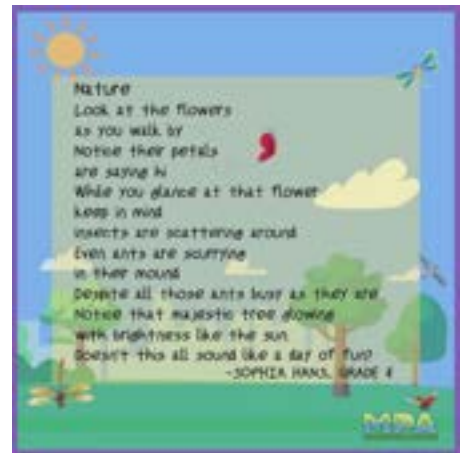 Nature
Look at the flowers
as you walk by
Notice their petals
are saying hi
While you glance at that flower
keep in mind
insects are scattering around
Even ants are scurrying
in their mound
Despite all those ants busy as they are
Notice that majestic tree glowing
with brightness like the sun
Doesn't this all sound like a day of fun?
-SOPHIA HANS, GRADE 4
MPA